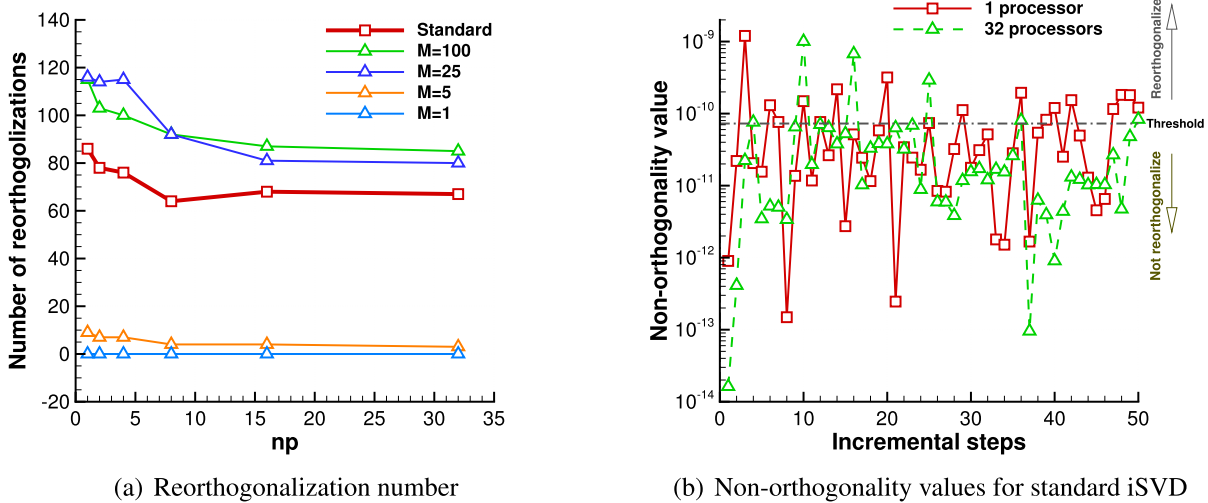 140
120
100
80
60
40
20
0
-20
0 5 10 15 20 25 30 35
Number of reorthogolizations
np
Standard
M=100
M=25
M=5
M=1
(a) Reorthogonalization number
1 processor
32 processors
10-9
10-10
10-11
10-12
10-13
10-14
0 10 20 30 40 50
Non-orthogonality value
Incremental steps
Reorthogonalize
Threshold
Not reorthogonalize
(b) Non-orthogonality values for standard iSVD